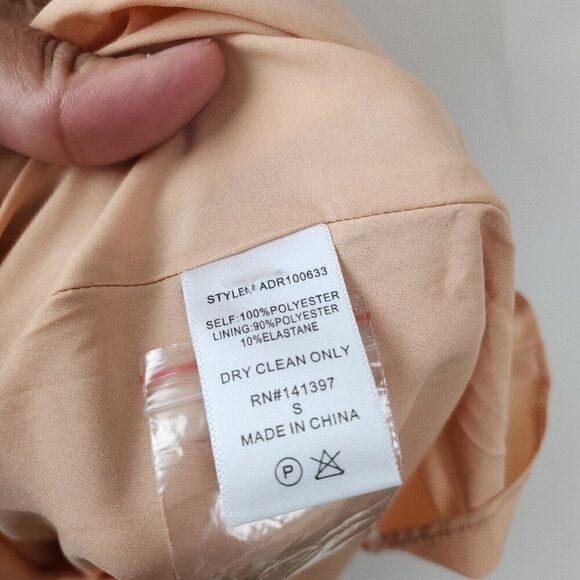 STYLE# ADR100633
SELF:100%POLYESTER
LINING:90%POLYESTER
10%ELASTANE
DRY CLEAN ONLY
RN#141397
S
MADE IN CHINA
P